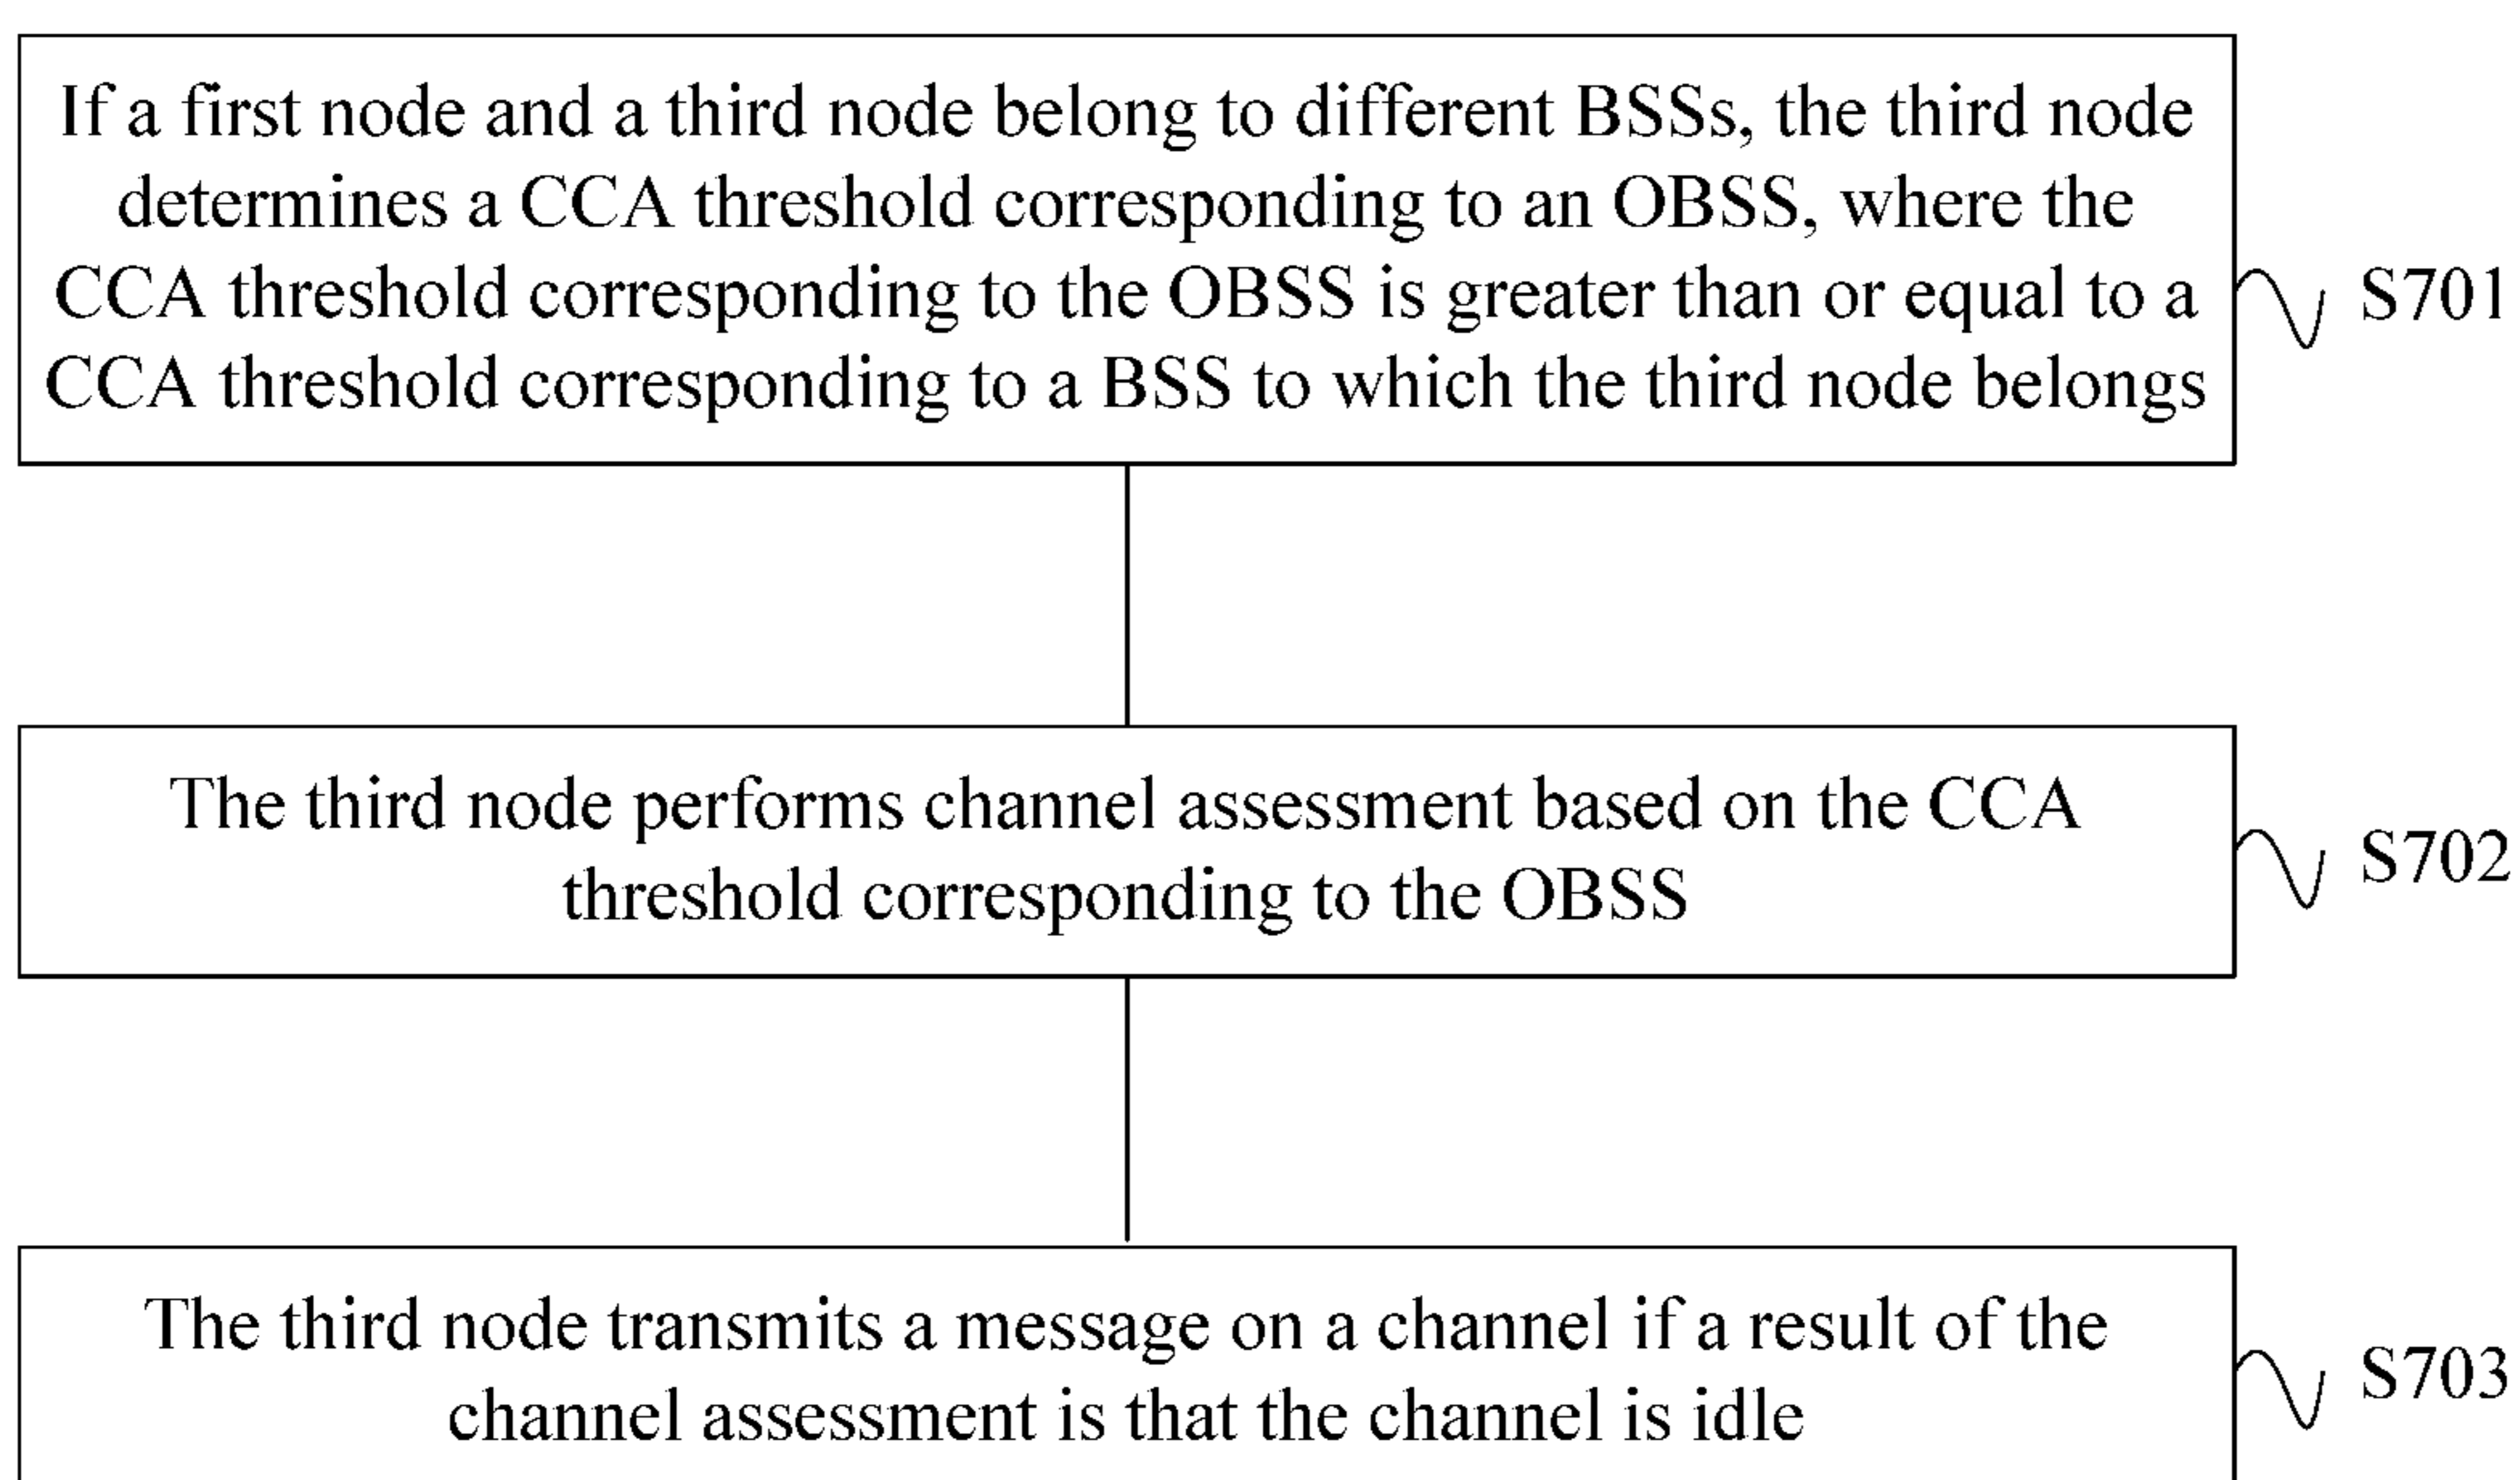 If a first node and a third node belong to different BSSs, the third node
determines a CCA threshold corresponding to an OBSS, where the
CCA threshold corresponding to the OBSS is greater than or equal to a
CCA threshold corresponding to a BSS to which the third node belongs
S701
The third node performs channel assessment based on the CCA
threshold corresponding to the OBSS
S702
The third node transmits a message on a channel if a result of the
channel assessment is that the channel is idle
S703